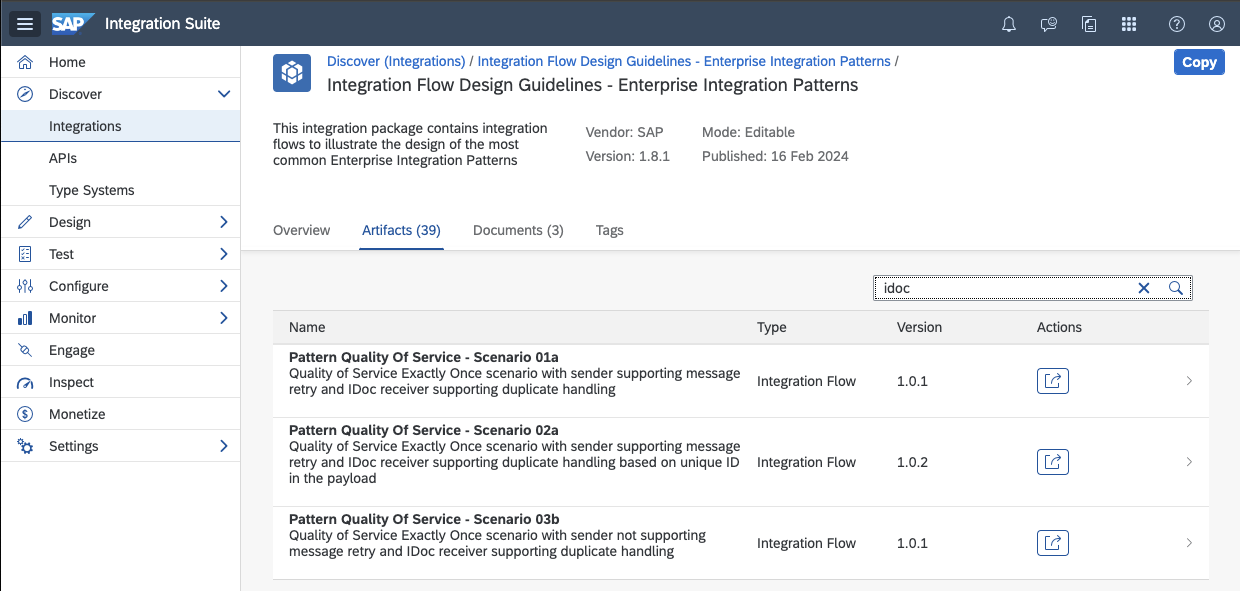 SAP Integration Suite
Home
Discover
Integrations
APIs
Type Systems
Design
Test
Configure
Monitor
Engage
Inspect
Monetize
Settings
Discover (Integrations) / Integration Flow Design Guidelines - Enterprise Integration Patterns /
Copy
Integration Flow Design Guidelines - Enterprise Integration Patterns
This integration package contains integration
flows to illustrate the design of the most
common Enterprise Integration Patterns
Vendor: SAP
Mode: Editable
Version: 1.8.1
Published: 16 Feb 2024
Overview
Artifacts (39)
Documents (3)
Tags
idoc
Name
Type
Version
Actions
Pattern Quality Of Service - Scenario 01a
Quality of Service Exactly Once scenario with sender supporting message
retry and IDoc receiver supporting duplicate handling
Integration Flow
1.0.1
Pattern Quality Of Service - Scenario 02a
Quality of Service Exactly Once scenario with sender supporting message
retry and IDoc receiver supporting duplicate handling based on unique ID
in the payload
Integration Flow
1.0.2
Pattern Quality Of Service - Scenario 03b
Quality of Service Exactly Once scenario with sender not supporting
message retry and IDoc receiver supporting duplicate handling
Integration Flow
1.0.1